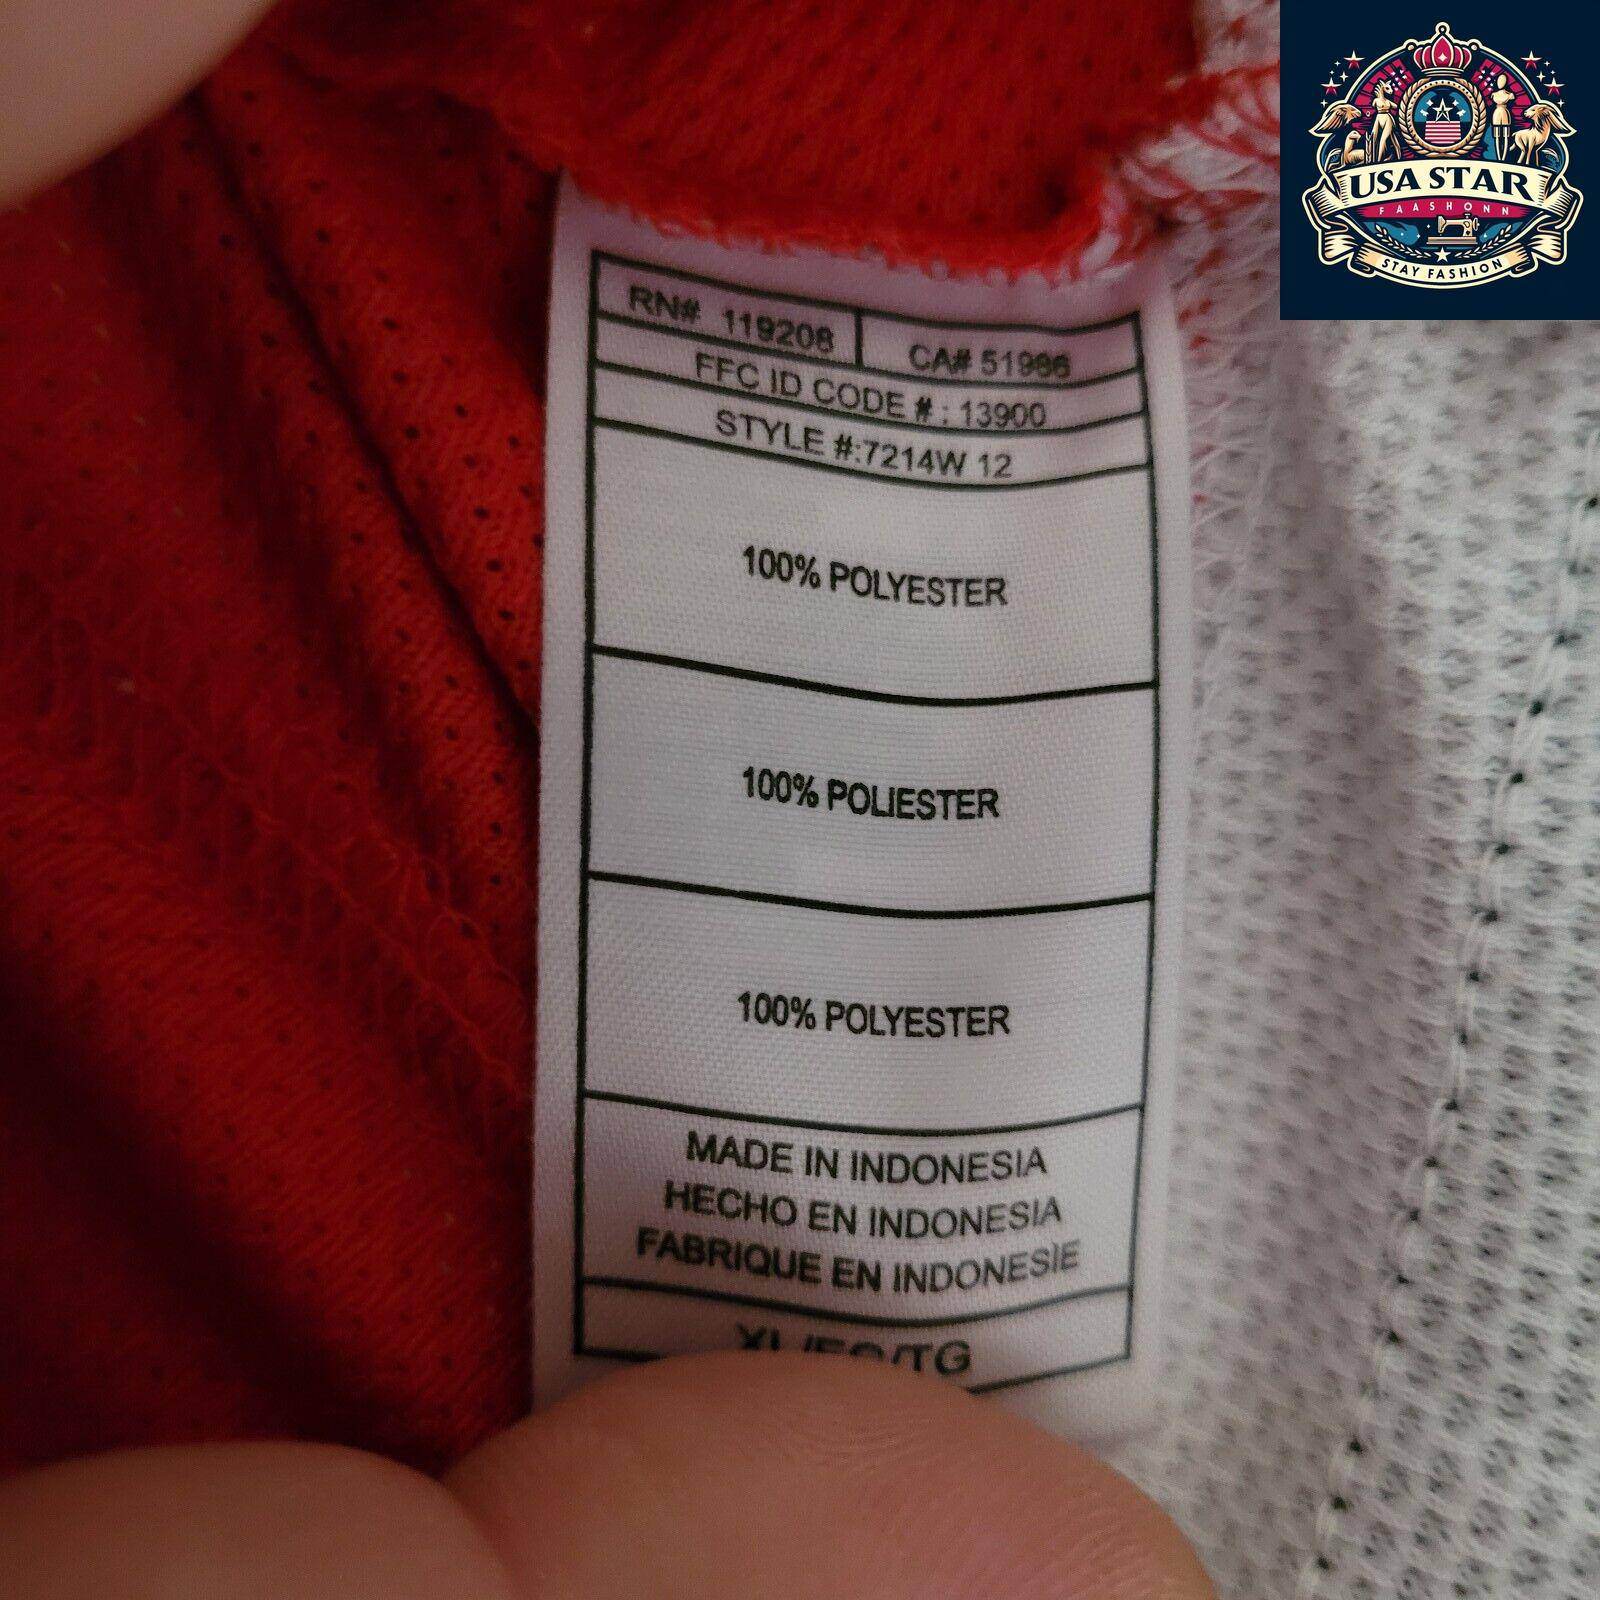 RN# 119208
CA# 51986
FFC ID CODE # : 13900
STYLE #:7214W 12
100% POLYESTER
100% POLIESTER
100% POLYESTER
MADE IN INDONESIA
HECHO EN INDONESIA
FABRIQUE EN INDONESIE
USA STAR
FAASHONN
STAY FASHION